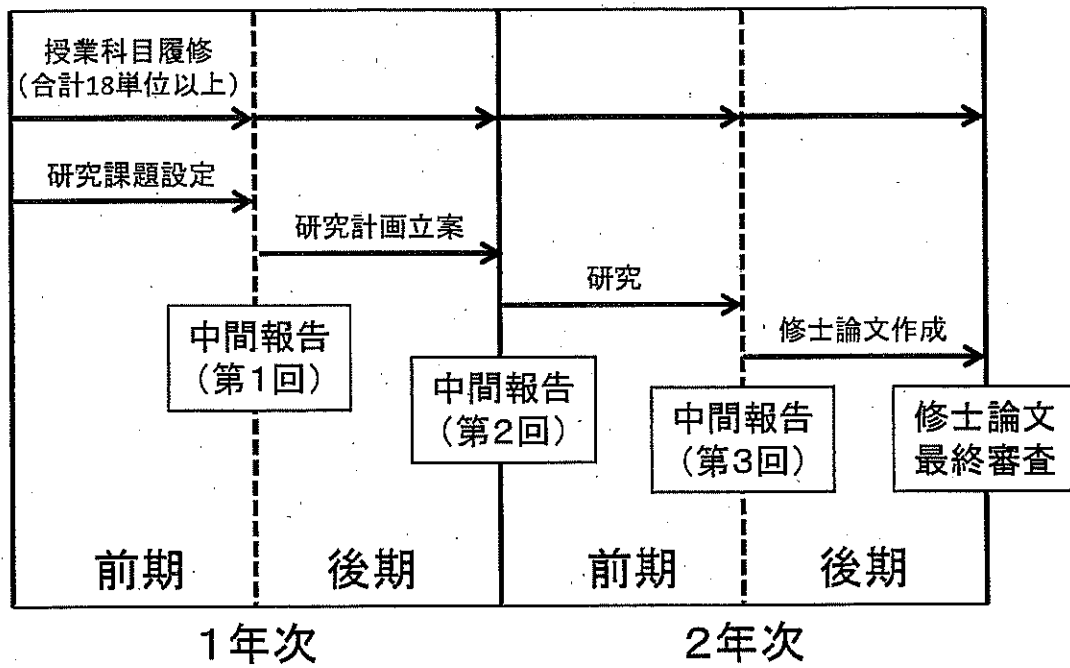 授業科目履修
（合計18単位以上）
研究課題設定
研究計画立案
研究
修士論文作成
中間報告
（第1回）
中間報告
（第2回）
中間報告
（第3回）
修士論文
最終審査
前期
後期
前期
後期
1年次
2年次